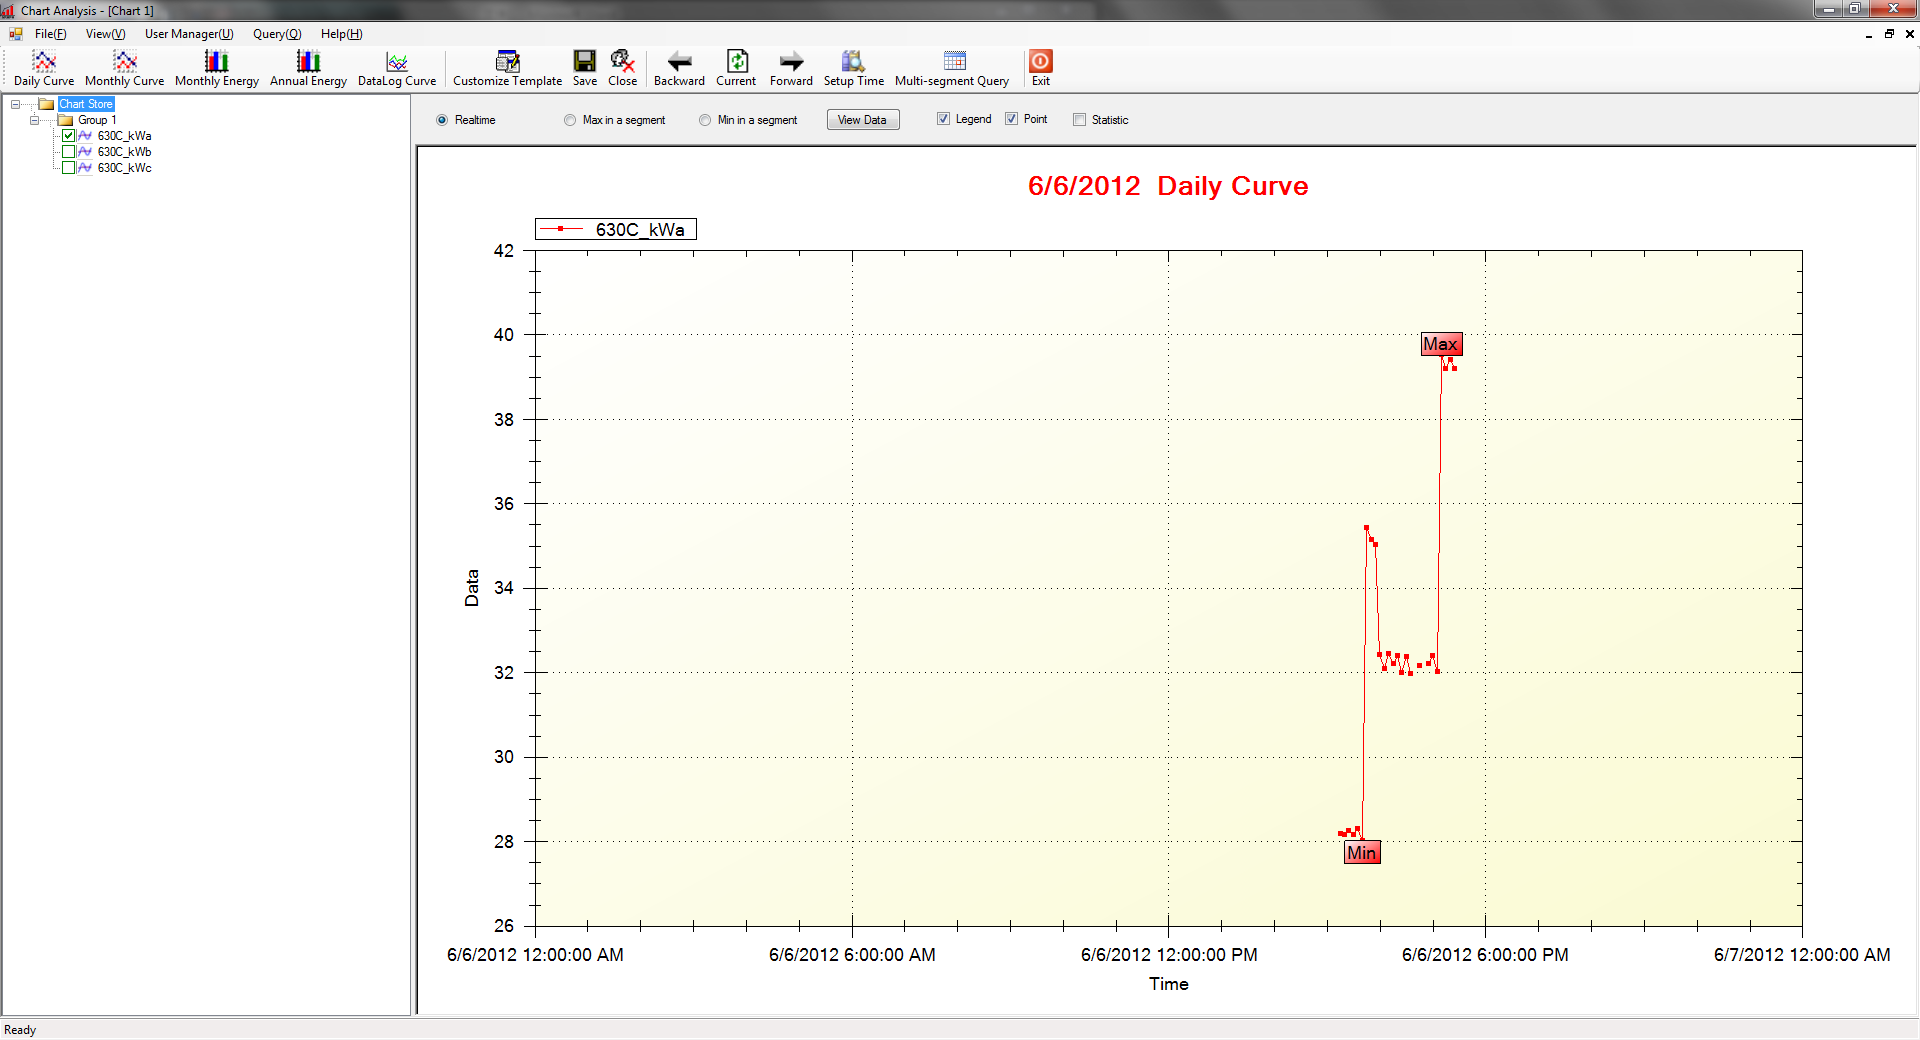 Chart Analysis - [Chart 1]
File(F) View(V) User Manager(U) Query(Q) Help(H)
Daily Curve Monthly Curve Monthly Energy Annual Energy DataLog Curve Customize Template Save Close Backward Current Forward Setup Time Multi-segment Query Exit
Chart Store
Group 1
630C_kWa
630C_kWb
630C_kWc
Realtime Max in a segment Min in a segment View Data Legend Point Statistic
6/6/2012 Daily Curve
630C_kWa
42
40
38
36
34
32
30
28
26
Data
Max
Min
6/6/2012 12:00:00 AM 6/6/2012 6:00:00 AM 6/6/2012 12:00:00 PM 6/6/2012 6:00:00 PM 6/7/2012 12:00:00 AM
Time
Ready